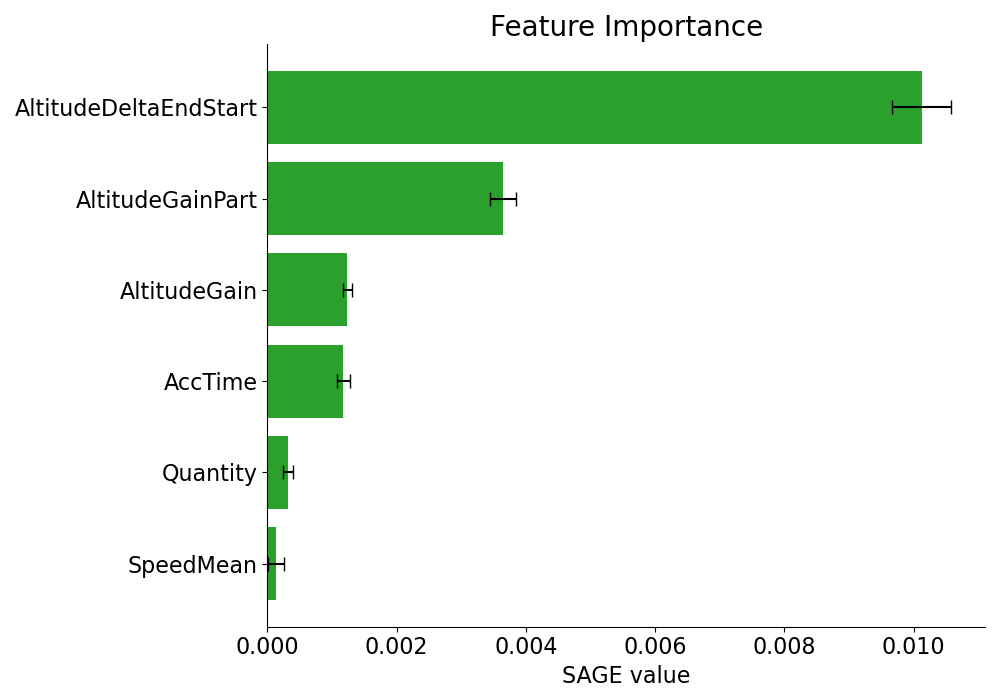 Feature Importance
AltitudeDeltaEndStart
AltitudeGainPart
AltitudeGain
AccTime
Quantity
SpeedMean
0.000 0.002 0.004 0.006 0.008 0.010
SAGE value